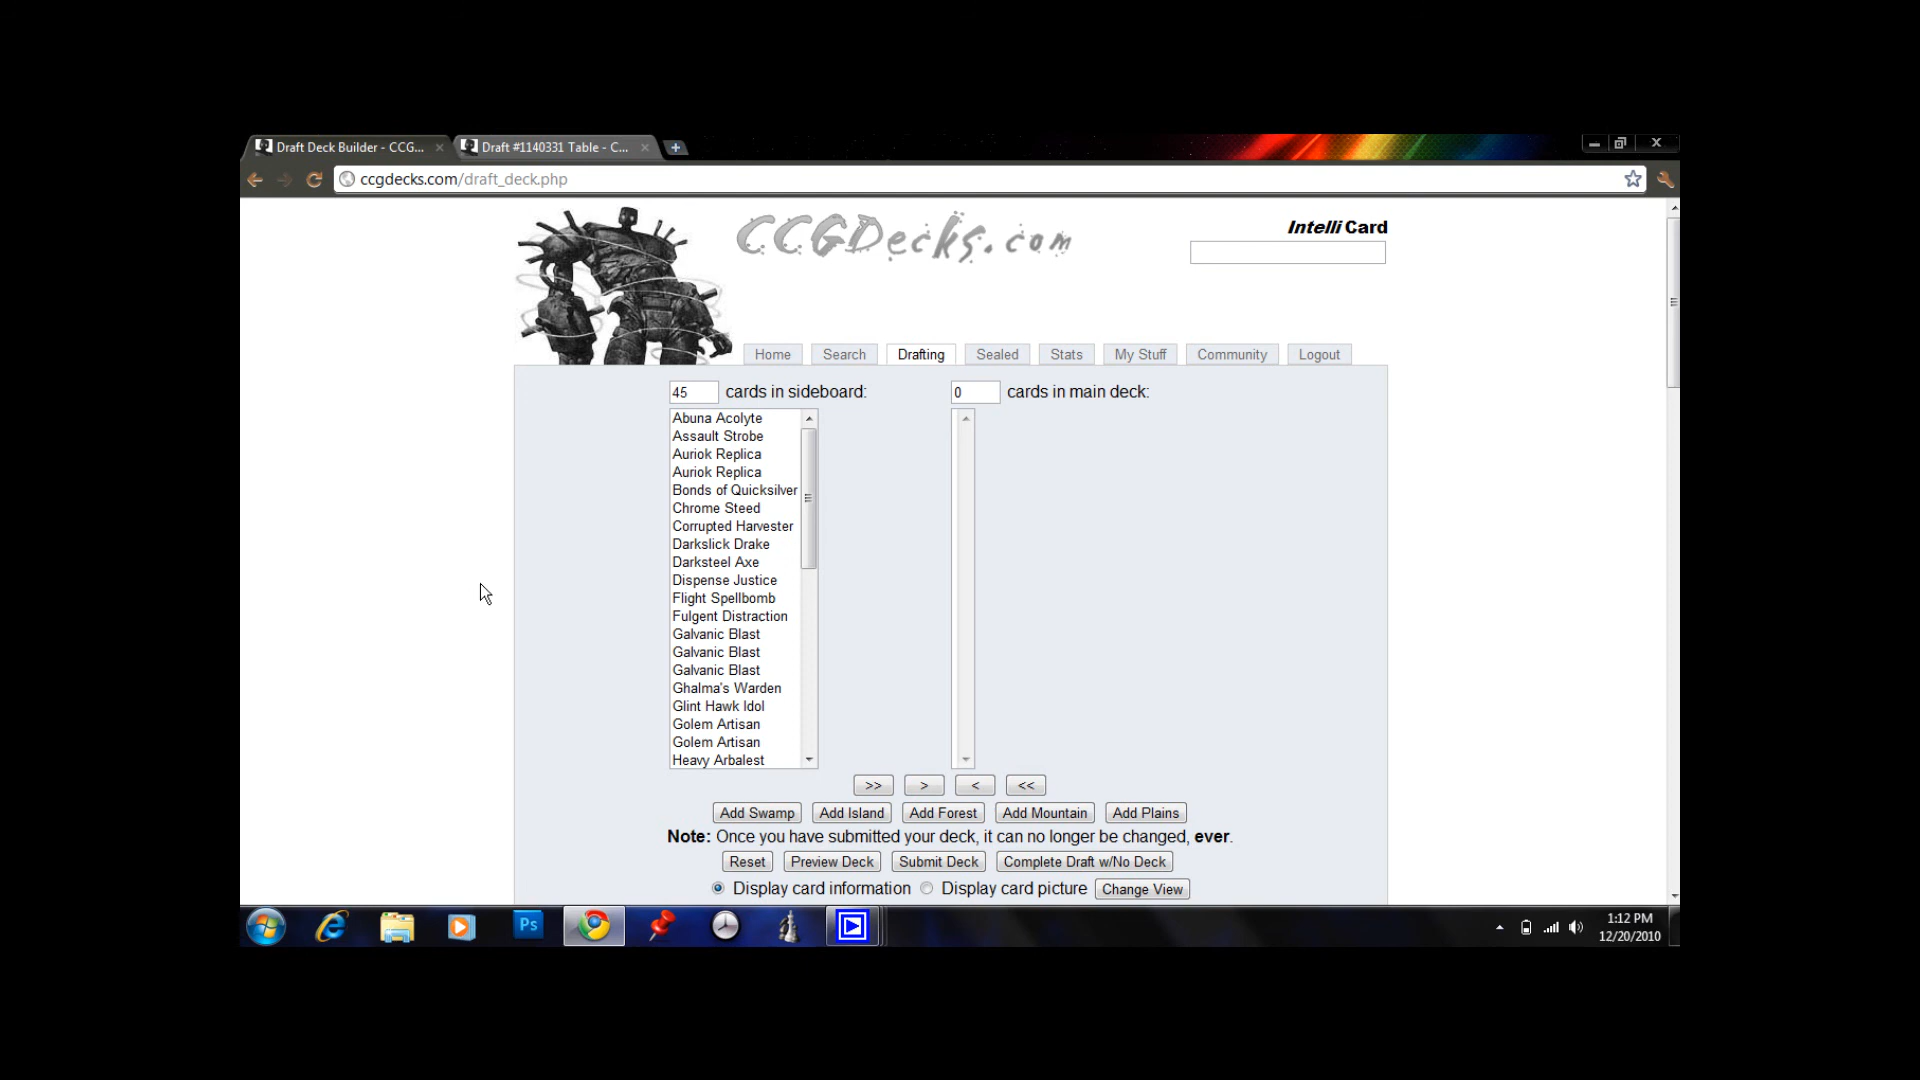 Draft Deck Builder - CCG...
Draft #1140331 Table - C...
ccgdecks.com/draft_deck.php
CCGDecks.com
Intelli Card
Home
Search
Drafting
Sealed
Stats
My Stuff
Community
Logout
45 cards in sideboard:
0 cards in main deck:
Abuna Acolyte
Assault Strobe
Auriok Replica
Auriok Replica
Bonds of Quicksilver
Chrome Steed
Corrupted Harvester
Darkslick Drake
Darksteel Axe
Dispense Justice
Flight Spellbomb
Fulgent Distraction
Galvanic Blast
Galvanic Blast
Galvanic Blast
Ghalma's Warden
Glint Hawk Idol
Golem Artisan
Golem Artisan
Heavy Arbalest
>> > < <<
Add Swamp
Add Island
Add Forest
Add Mountain
Add Plains
Note: Once you have submitted your deck, it can no longer be changed, ever.
Reset
Preview Deck
Submit Deck
Complete Draft w/No Deck
Display card information
Display card picture
Change View
Ps
1:12 PM
12/20/2010